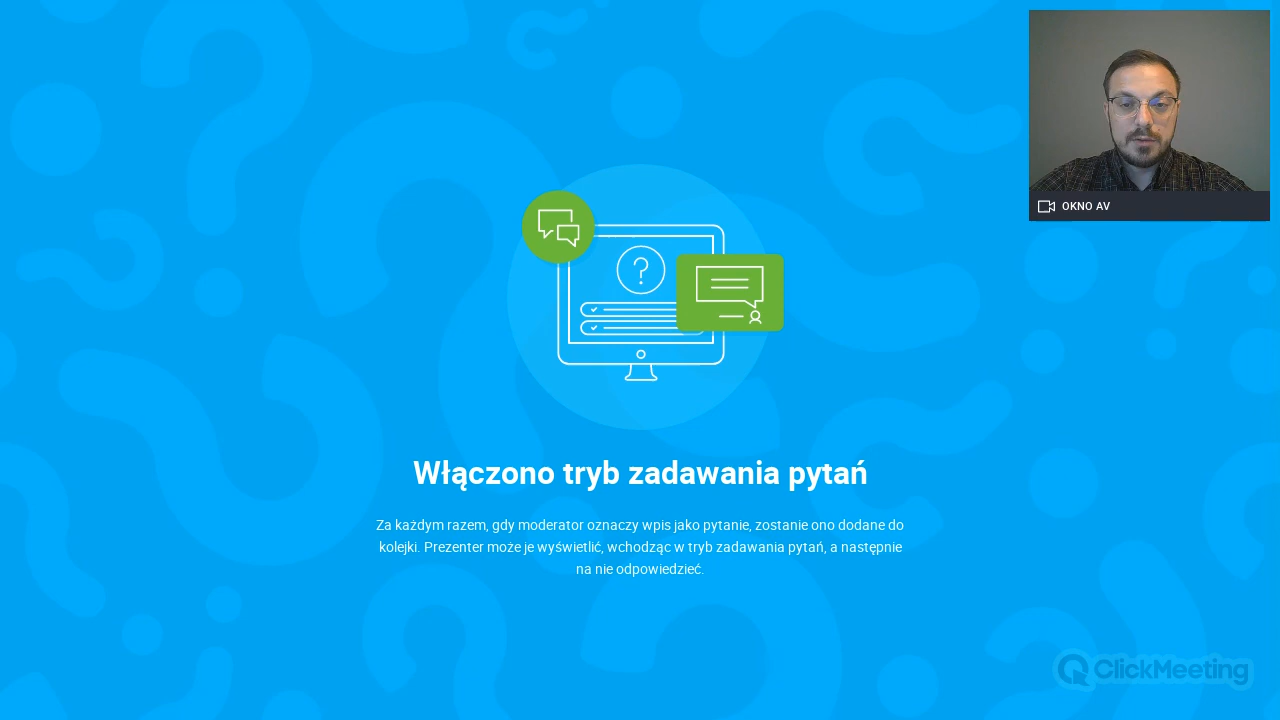 OKNO AV
Włączono tryb zadawania pytań
Za każdym razem, gdy moderator oznaczy wpis jako pytanie, zostanie ono dodane do
kolejki. Prezenter może je wyświetlić, wchodząc w tryb zadawania pytań, a następnie
na nie odpowiedzieć.
ClickMeeting